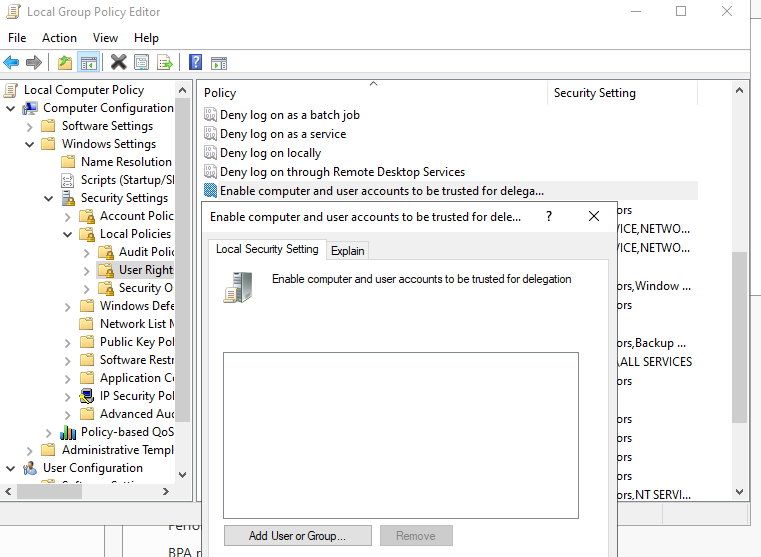 Local Group Policy Editor
File Action View Help
Local Computer Policy
Computer Configuration
Software Settings
Windows Settings
Name Resolution
Scripts (Startup/Sl
Security Settings
Account Polic
Local Policies
Audit Polic
User Right
Security O
Windows Defe
Network List M
Public Key Pol
Software Restr
Application Co
IP Security Pol
Advanced Aud
Policy-based QoS
Administrative Templ
User Configuration
Policy Security Setting
Deny log on as a batch job
Deny log on as a service
Deny log on locally
Deny log on through Remote Desktop Services
Enable computer and user accounts to be trusted for delega...
Enable computer and user accounts to be trusted for dele... ?
Local Security Setting Explain
Enable computer and user accounts to be trusted for delegation
Add User or Group... Remove
ors
VICE,NETWO...
VICE,NETWO...
ors,Window ...
ors
ors,Backup ...
\ALL SERVICES
ors
ors
ors
ors
ors
ors,NT SERVI...
BPA r